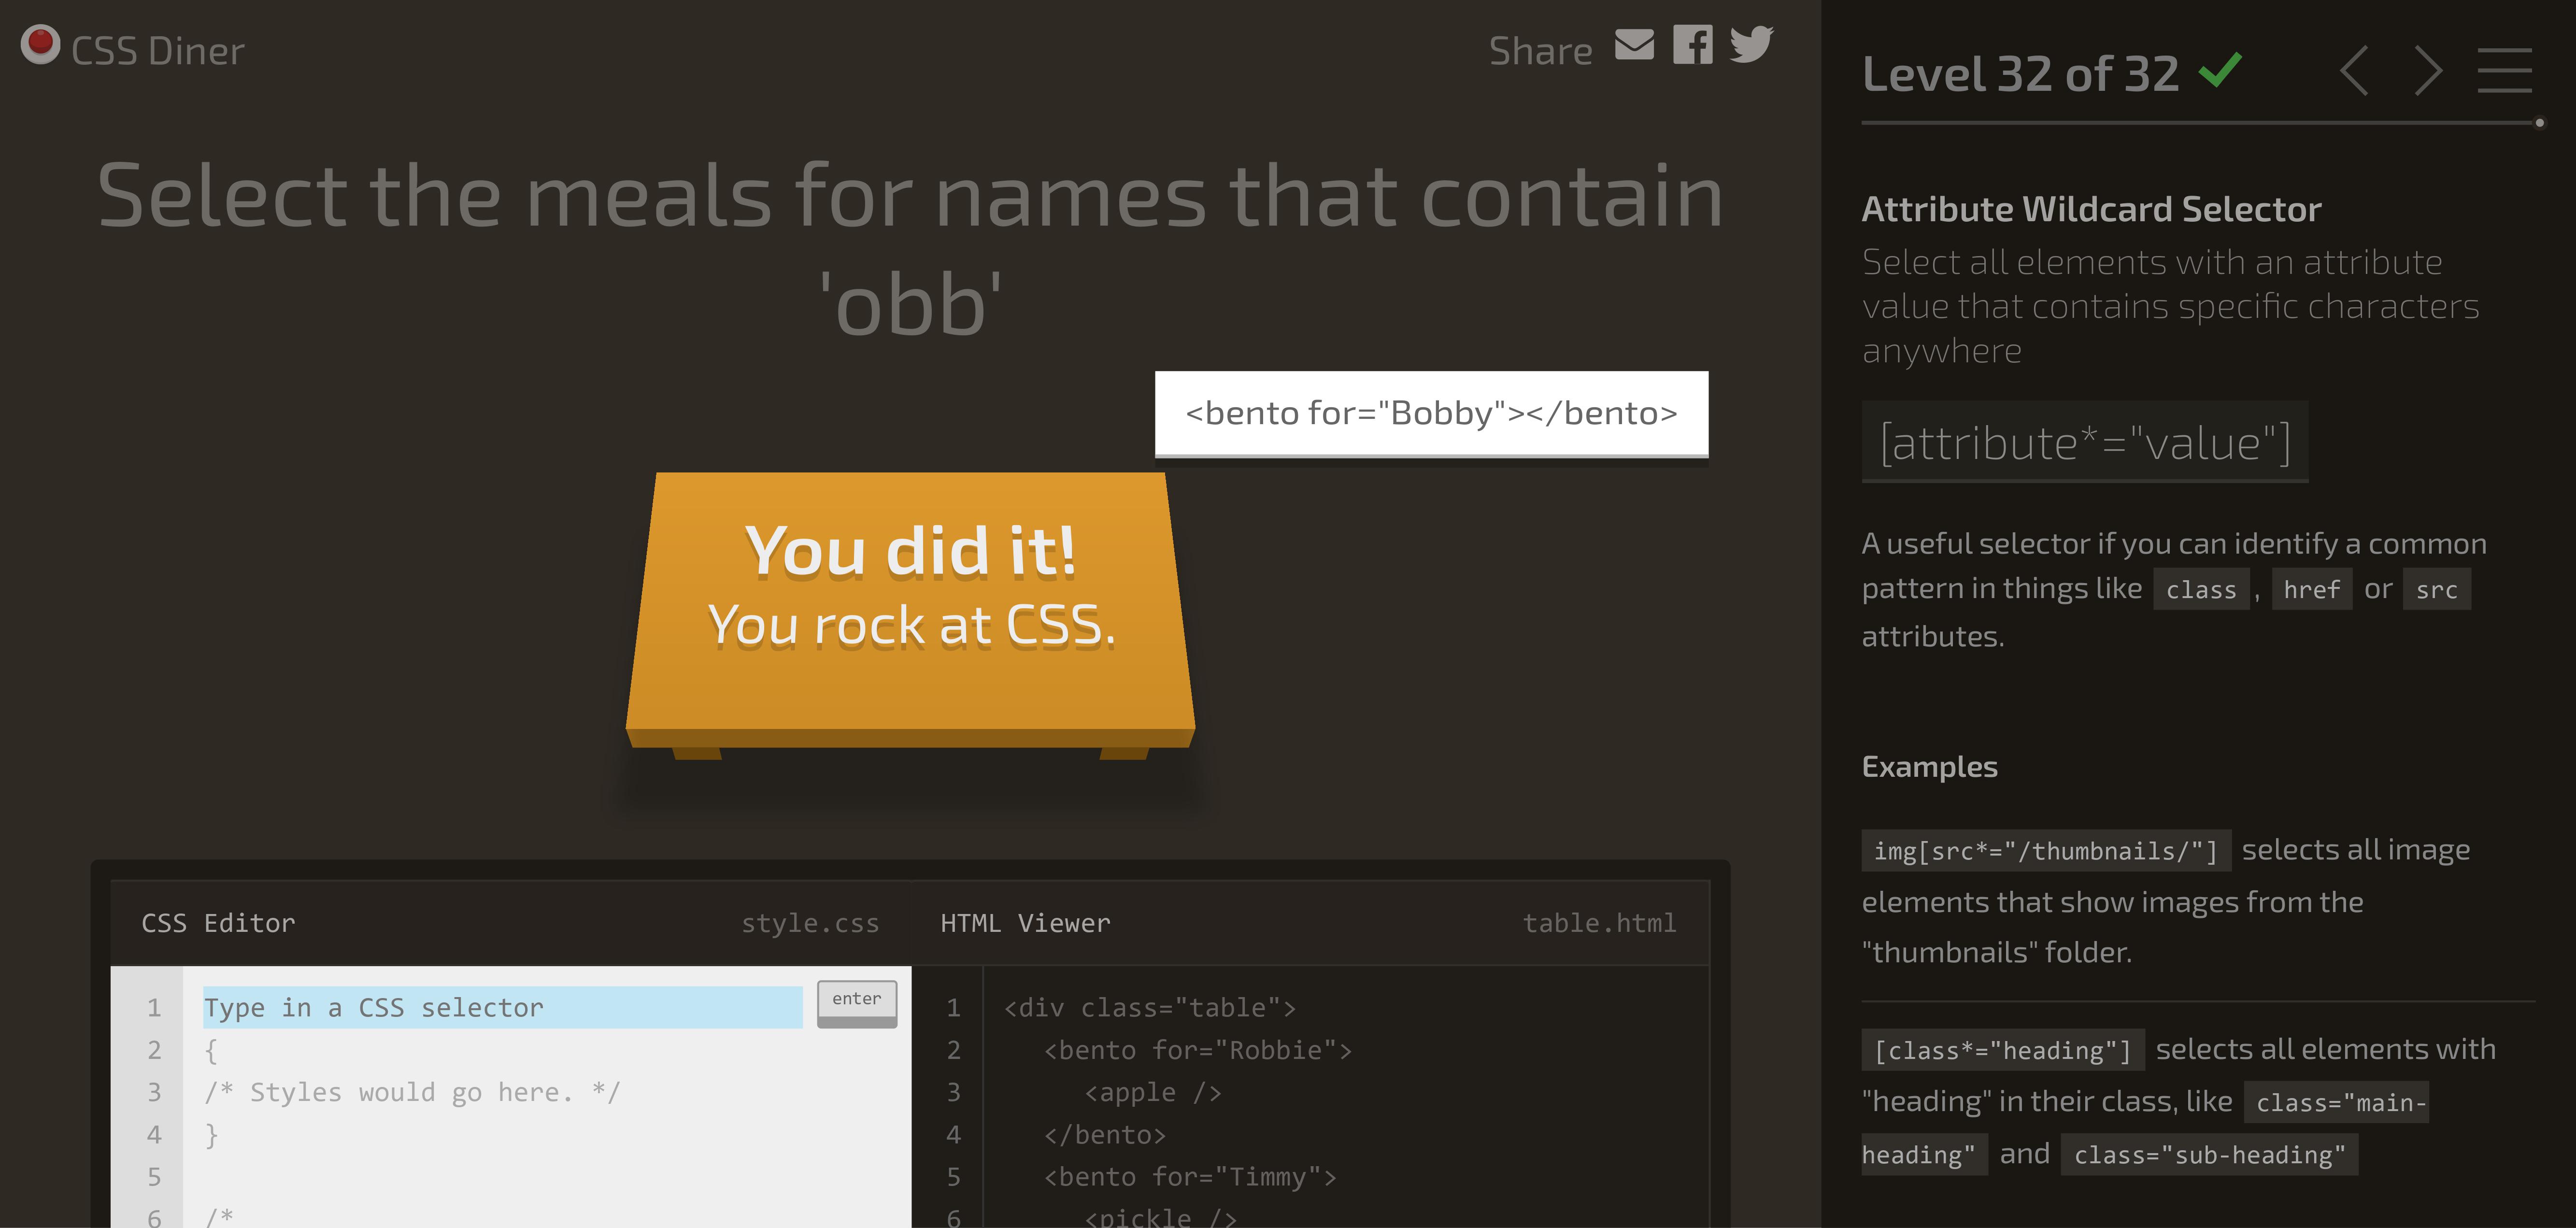 CSS Diner
Share
Select the meals for names that contain
'obb'
<bento for="Bobby"></bento>
You did it!
You rock at CSS.
CSS Editor
style.css
HTML Viewer
table.html
1 Type in a CSS selector
enter
2 {
3 /* Styles would go here. */
4 }
5
6 /*
1 <div class="table">
2 <bento for="Robbie">
3 <apple />
4 </bento>
5 <bento for="Timmy">
6 <pickle />
Level 32 of 32
Attribute Wildcard Selector
Select all elements with an attribute
value that contains specific characters
anywhere
[attribute*="value"]
A useful selector if you can identify a common
pattern in things like class , href or src
attributes.
Examples
img[src*="/thumbnails/"] selects all image
elements that show images from the
"thumbnails" folder.
[class*="heading"] selects all elements with
"heading" in their class, like class="main-
heading" and class="sub-heading"